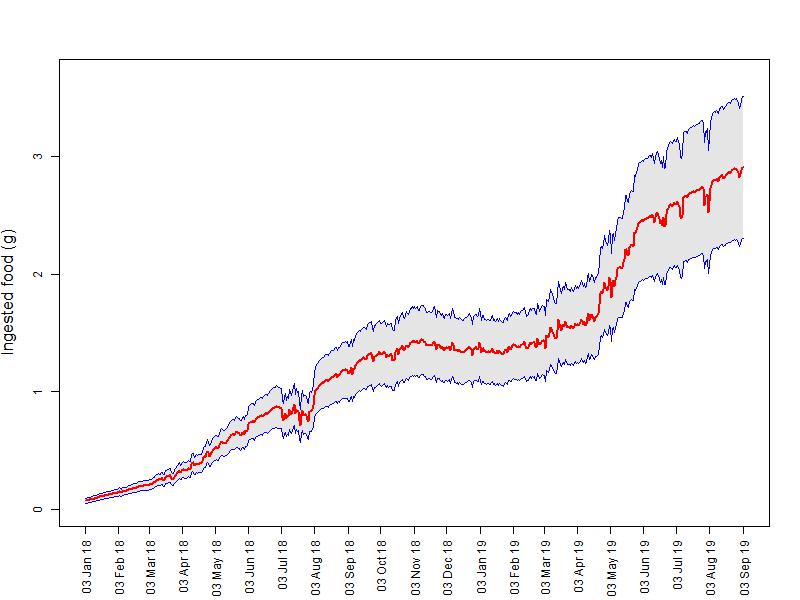 Ingested food (g)
3
2
1
0
03 Jan 18
03 Feb 18
03 Mar 18
03 Apr 18
03 May 18
03 Jun 18
03 Jul 18
03 Aug 18
03 Sep 18
03 Oct 18
03 Nov 18
03 Dec 18
03 Jan 19
03 Feb 19
03 Mar 19
03 Apr 19
03 May 19
03 Jun 19
03 Jul 19
03 Aug 19
03 Sep 19